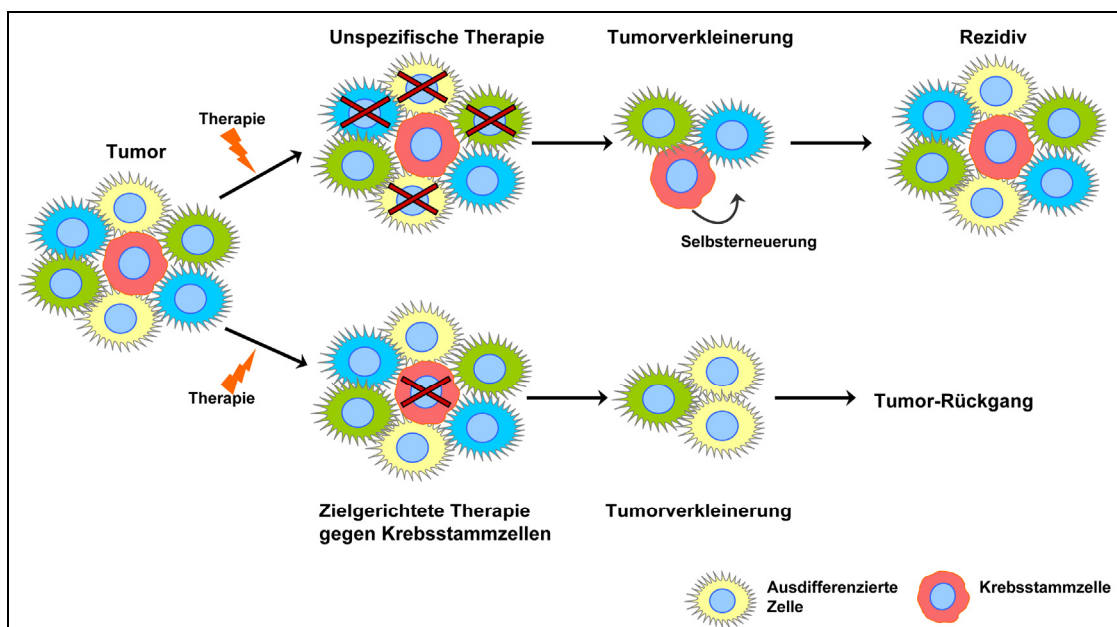 Unspezifische Therapie
Tumorverkleinerung
Rezidiv
Therapie
Tumor
Selbsterneuerung
Therapie
Tumor-Rückgang
Zielgerichtete Therapie
gegen Krebsstammzellen
Tumorverkleinerung
Ausdifferenzierte
Zelle
Krebsstammzelle